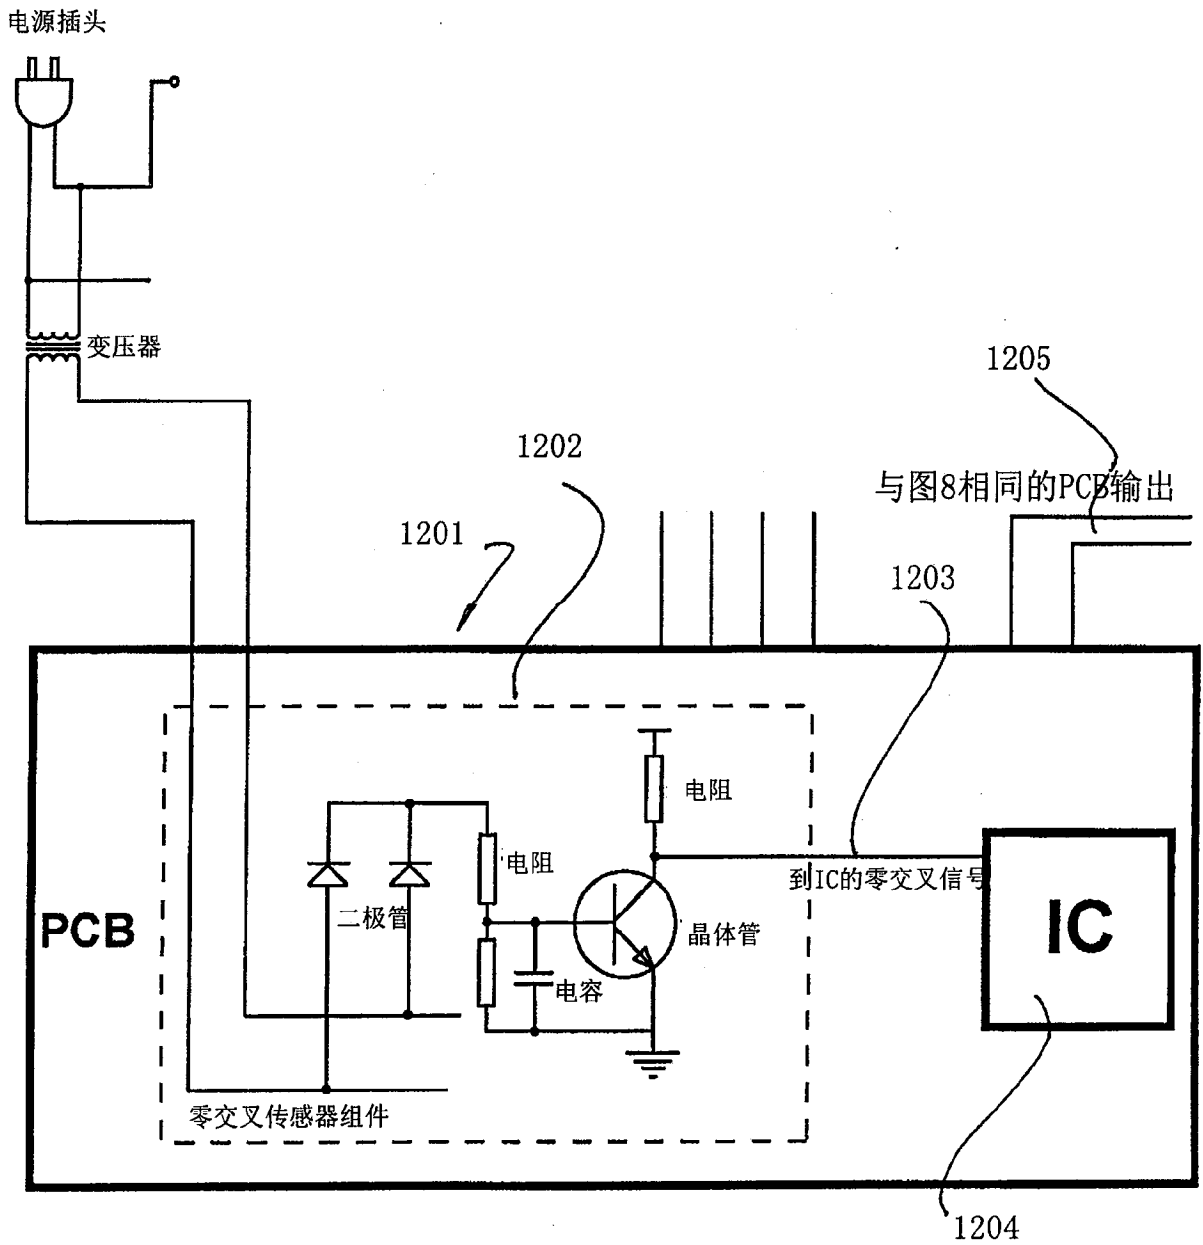 电源插头
变压器
1205
1202
与图8相同的PCB输出
1201
1203
电阻
电阻
到IC的零交叉信号
二极管
PCB
晶体管
IC
电容
零交叉传感器组件
1204